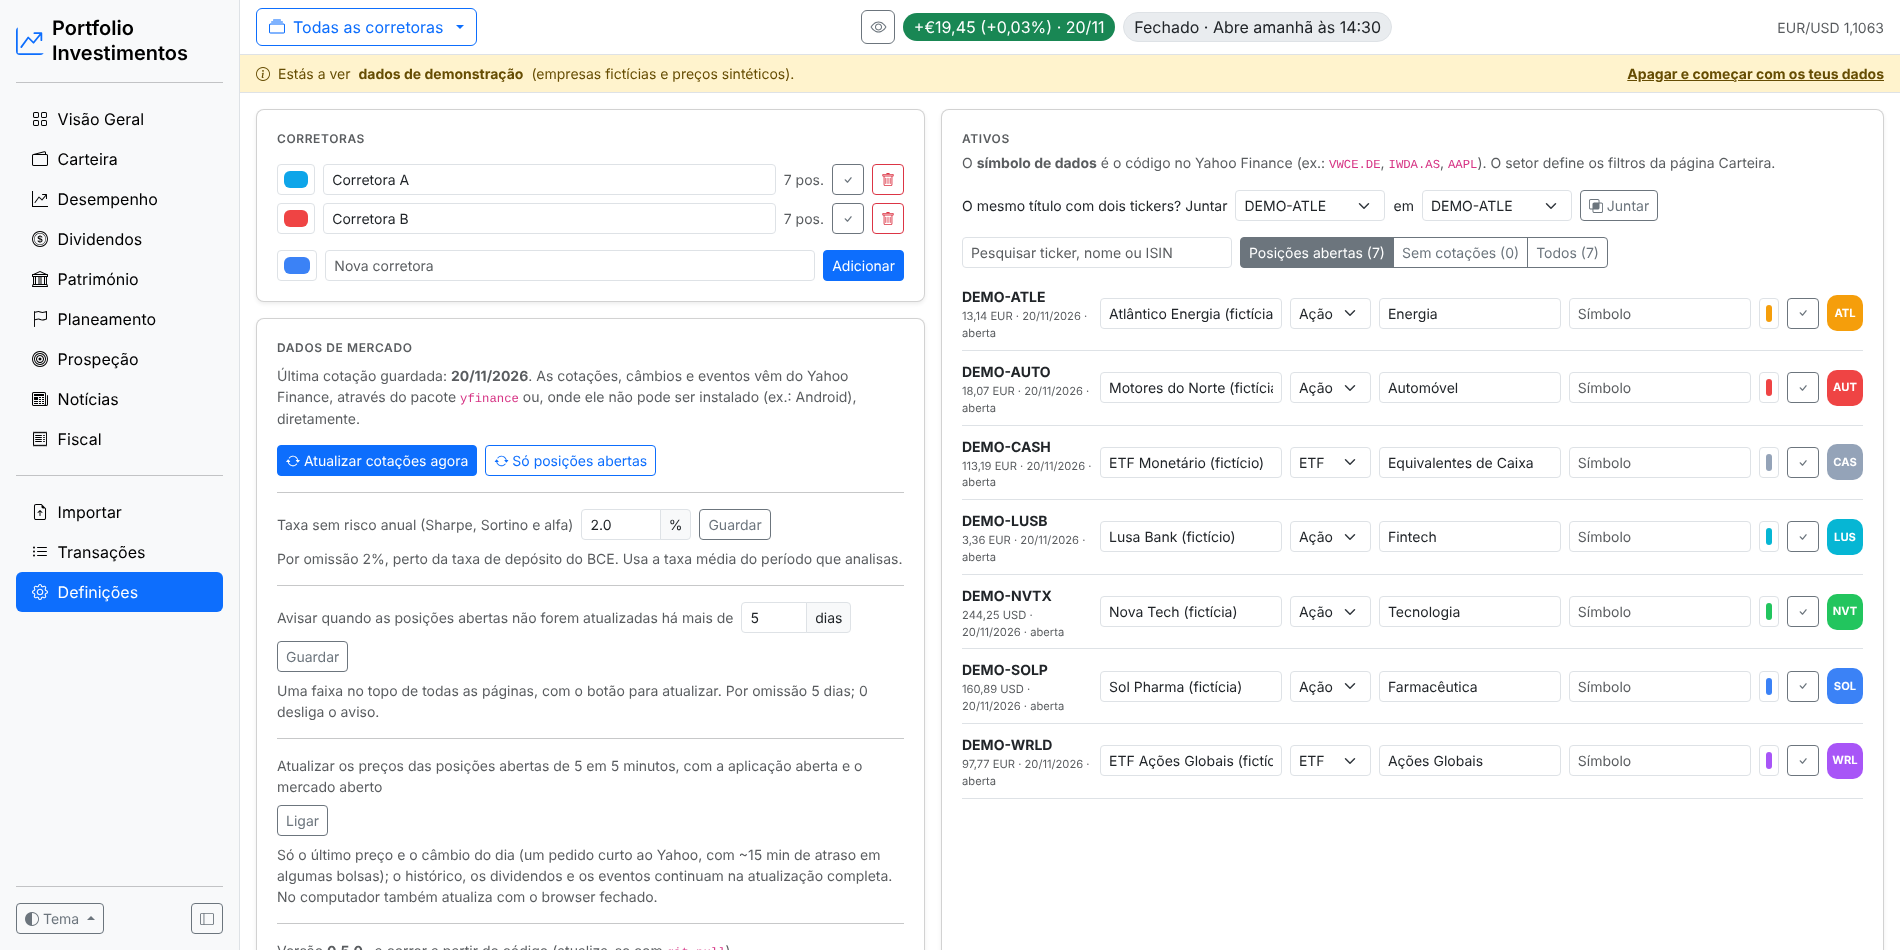 Portfolio
Investimentos
Visão Geral
Carteira
Desempenho
Dividendos
Património
Planeamento
Prospeção
Notícias
Fiscal
Importar
Transações
Definições
Tema
Todas as corretoras
+€19,45 (+0,03%) · 20/11
Fechado · Abre amanhã às 14:30
EUR/USD 1,1063
Estás a ver dados de demonstração (empresas fictícias e preços sintéticos).
Apagar e começar com os teus dados
CORRETORAS
Corretora A 7 pos.
Corretora B 7 pos.
Nova corretora Adicionar
DADOS DE MERCADO
Última cotação guardada: 20/11/2026. As cotações, câmbios e eventos vêm do Yahoo
Finance, através do pacote yfinance ou, onde ele não pode ser instalado (ex.: Android),
diretamente.
Atualizar cotações agora Só posições abertas
Taxa sem risco anual (Sharpe, Sortino e alfa) 2.0 % Guardar
Por omissão 2%, perto da taxa de depósito do BCE. Usa a taxa média do período que analisas.
Avisar quando as posições abertas não forem atualizadas há mais de 5 dias
Guardar
Uma faixa no topo de todas as páginas, com o botão para atualizar. Por omissão 5 dias; 0
desliga o aviso.
Atualizar os preços das posições abertas de 5 em 5 minutos, com a aplicação aberta e o
mercado aberto
Ligar
Só o último preço e o câmbio do dia (um pedido curto ao Yahoo, com ~15 min de atraso em
algumas bolsas); o histórico, os dividendos e os eventos continuam na atualização completa.
No computador também atualiza com o browser fechado.
ATIVOS
O símbolo de dados é o código no Yahoo Finance (ex.: VWCE.DE, IWDA.AS, AAPL). O setor define os filtros da página Carteira.
O mesmo título com dois tickers? Juntar DEMO-ATLE em DEMO-ATLE Juntar
Pesquisar ticker, nome ou ISIN Posições abertas (7) Sem cotações (0) Todos (7)
DEMO-ATLE
13,14 EUR · 20/11/2026 ·
aberta
Atlântico Energia (fictícia Ação Energia Símbolo ATL
DEMO-AUTO
18,07 EUR · 20/11/2026 ·
aberta
Motores do Norte (fictícia Ação Automóvel Símbolo AUT
DEMO-CASH
113,19 EUR · 20/11/2026 ·
aberta
ETF Monetário (fictício) ETF Equivalentes de Caixa Símbolo CAS
DEMO-LUSB
3,36 EUR · 20/11/2026 ·
aberta
Lusa Bank (fictício) Ação Fintech Símbolo LUS
DEMO-NVTX
244,25 USD ·
20/11/2026 · aberta
Nova Tech (fictícia) Ação Tecnologia Símbolo NVT
DEMO-SOLP
160,89 USD ·
20/11/2026 · aberta
Sol Pharma (fictícia) Ação Farmacêutica Símbolo SOL
DEMO-WRLD
97,77 EUR · 20/11/2026 ·
aberta
ETF Ações Globais (fictíc ETF Ações Globais Símbolo WRL